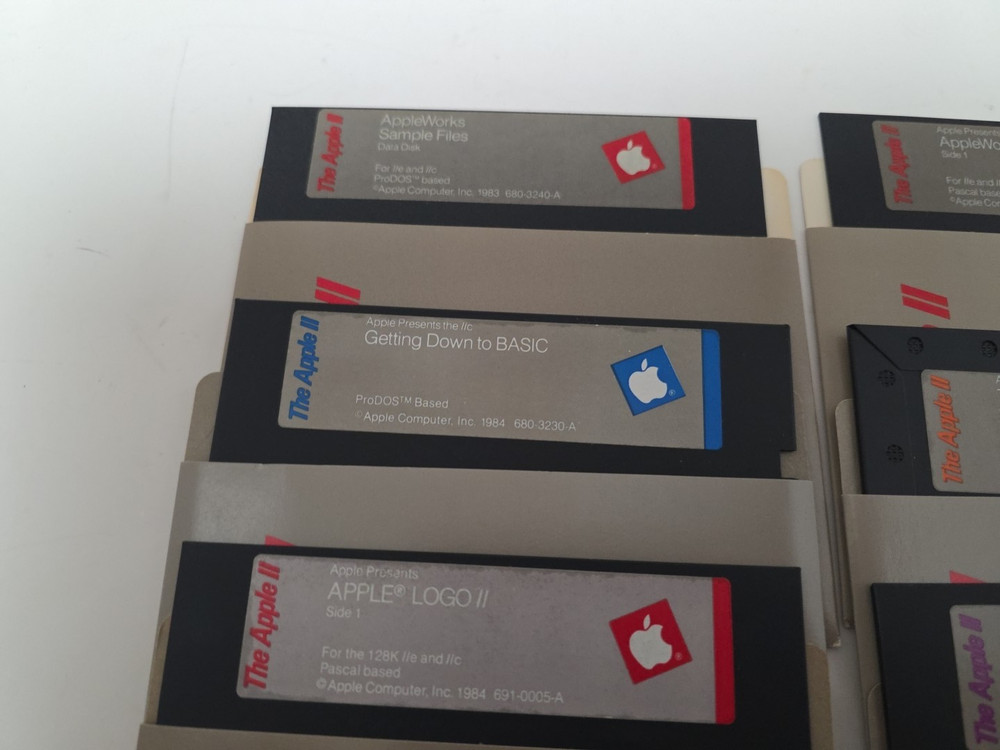 The Apple II
AppleWorks
Sample Files
Data Disk
For IIe and IIc
ProDOS™ based
©Apple Computer, Inc. 1983 680-3240-A
The Apple II
Apple Presents the IIc
Getting Down to BASIC
ProDOS™ Based
©Apple Computer, Inc. 1984 680-3230-A
The Apple II
Apple Presents
APPLE® LOGO II
Side 1
For the 128K IIe and IIc
Pascal based
©Apple Computer, Inc. 1984 691-0005-A
The Apple II
Apple Presents
AppleWo
Side 1
For IIe and II
Pascal base
©Apple Com
The Apple II
The Apple II